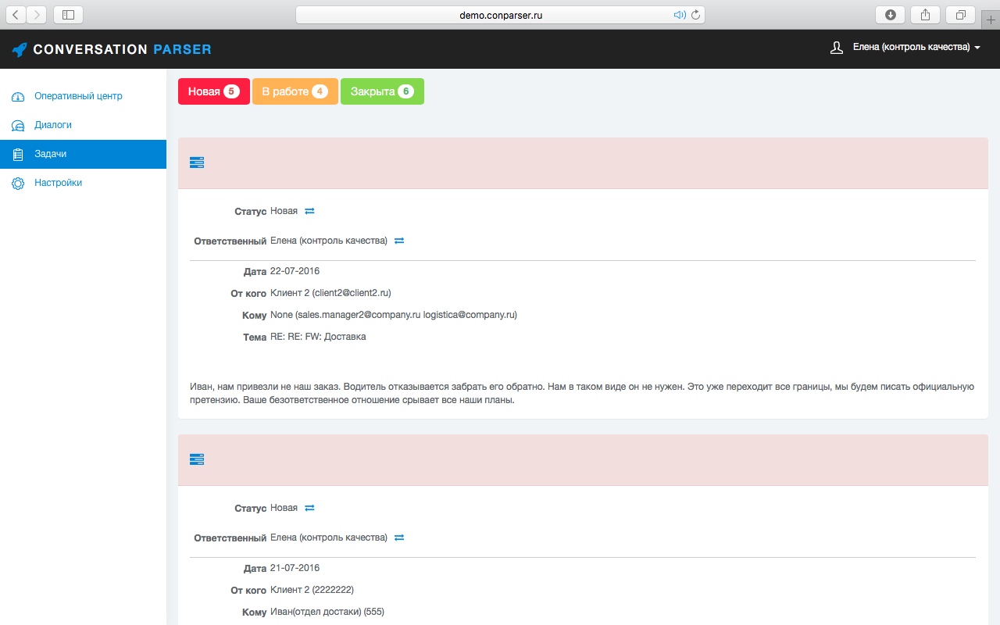 demo.conparser.ru
CONVERSATION PARSER
Елена (контроль качества)
Оперативный центр
Диалоги
Задачи
Настройки
Новая 5
В работе 4
Закрыта 6
Статус Новая
Ответственный Елена (контроль качества)
Дата 22-07-2016
От кого Клиент 2 (client2@client2.ru)
Кому None (sales.manager2@company.ru logistica@company.ru)
Тема RE: RE: FW: Доставка
Иван, нам привезли не наш заказ. Водитель отказывается забрать его обратно. Нам в таком виде он не нужен. Это уже переходит все границы, мы будем писать официальную
претензию. Ваше безответственное отношение срывает все наши планы.
Статус Новая
Ответственный Елена (контроль качества)
Дата 21-07-2016
От кого Клиент 2 (2222222)
Кому Иван(отдел достаки) (555)